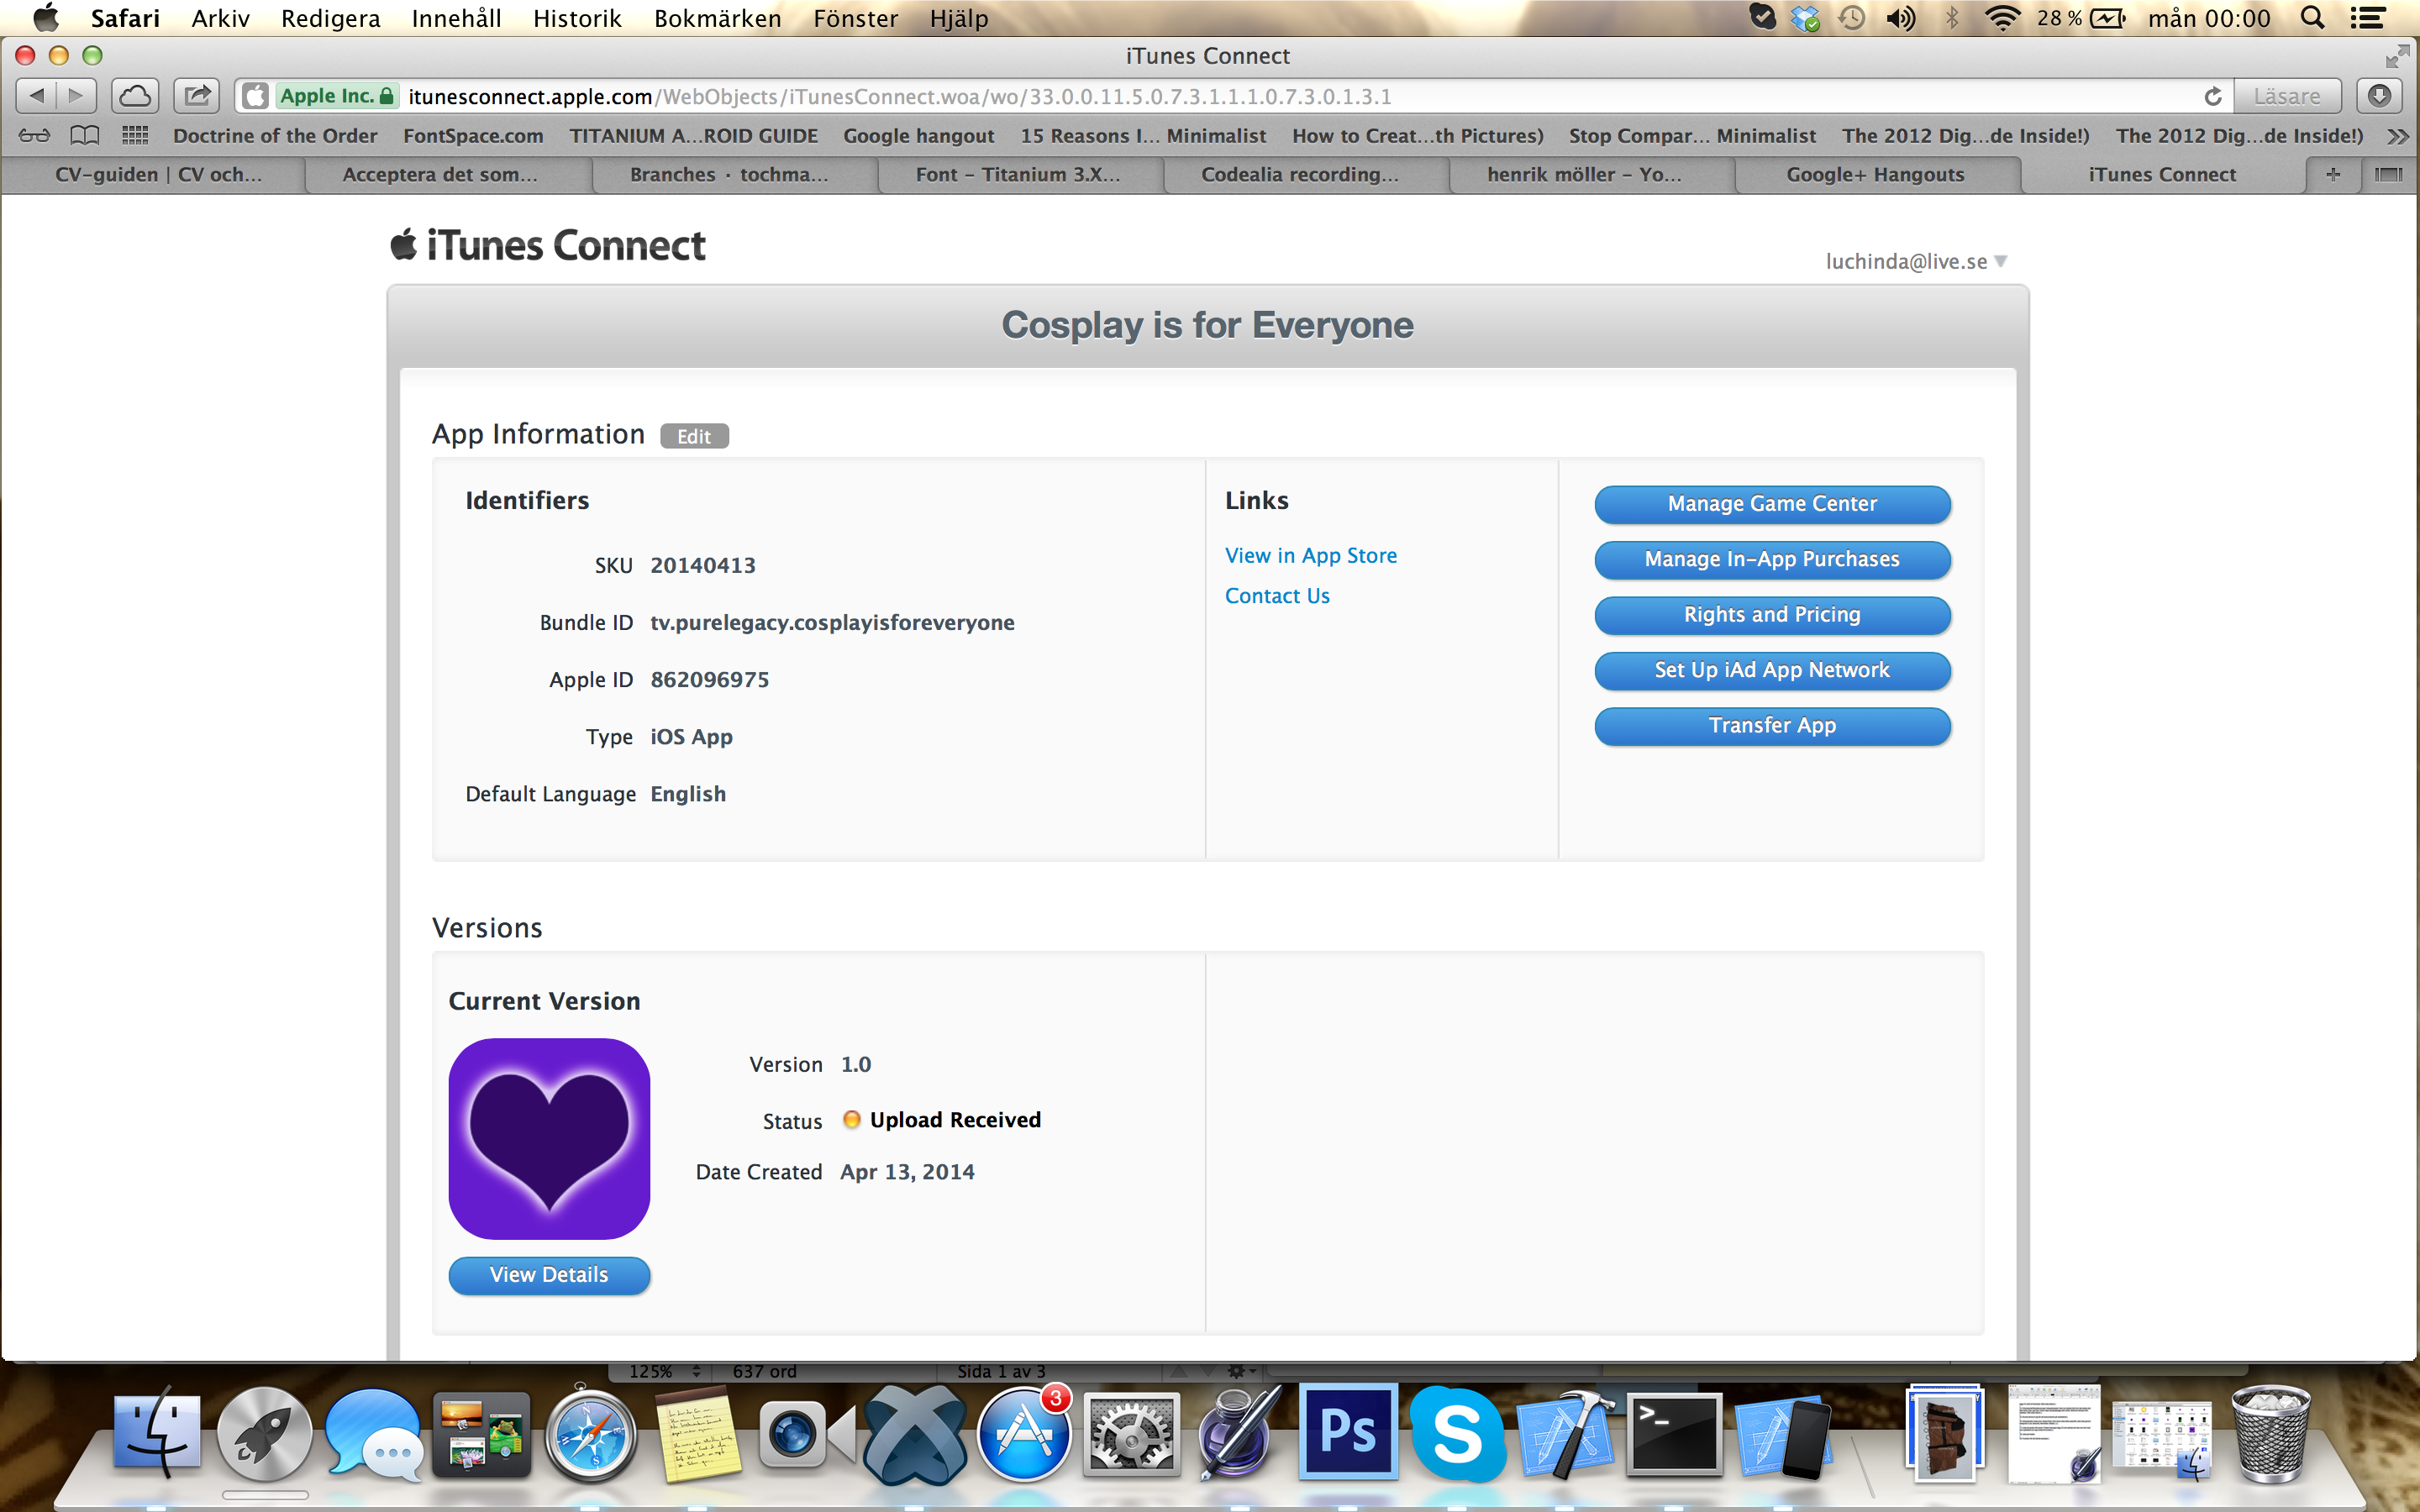 Safari Arkiv Redigera Innehåll Historik Bokmärken Fönster Hjälp 28 % mån 00:00
iTunes Connect
Apple Inc. itunesconnect.apple.com/WebObjects/iTunesConnect.woa/wo/33.0.0.11.5.0.7.3.1.1.1.0.7.3.0.1.3.1 Läsare
Doctrine of the Order FontSpace.com TITANIUM A...ROID GUIDE Google hangout 15 Reasons I... Minimalist How to Creat...th Pictures) Stop Compar... Minimalist The 2012 Dig...de Inside!) The 2012 Dig...de Inside!)
CV-guiden | CV och... Acceptera det som... Branches · tochma... Font – Titanium 3.X... Codealia recording... henrik möller – Yo... Google+ Hangouts iTunes Connect
iTunes Connect
luchinda@live.se
Cosplay is for Everyone
App Information Edit
Identifiers
SKU 20140413
Bundle ID tv.purelegacy.cosplayisforeveryone
Apple ID 862096975
Type iOS App
Default Language English
Links
View in App Store
Contact Us
Manage Game Center
Manage In-App Purchases
Rights and Pricing
Set Up iAd App Network
Transfer App
Versions
Current Version
Version 1.0
Status Upload Received
Date Created Apr 13, 2014
View Details
125% 637 ord Sida 1 av 3
3
Ps
S
>_